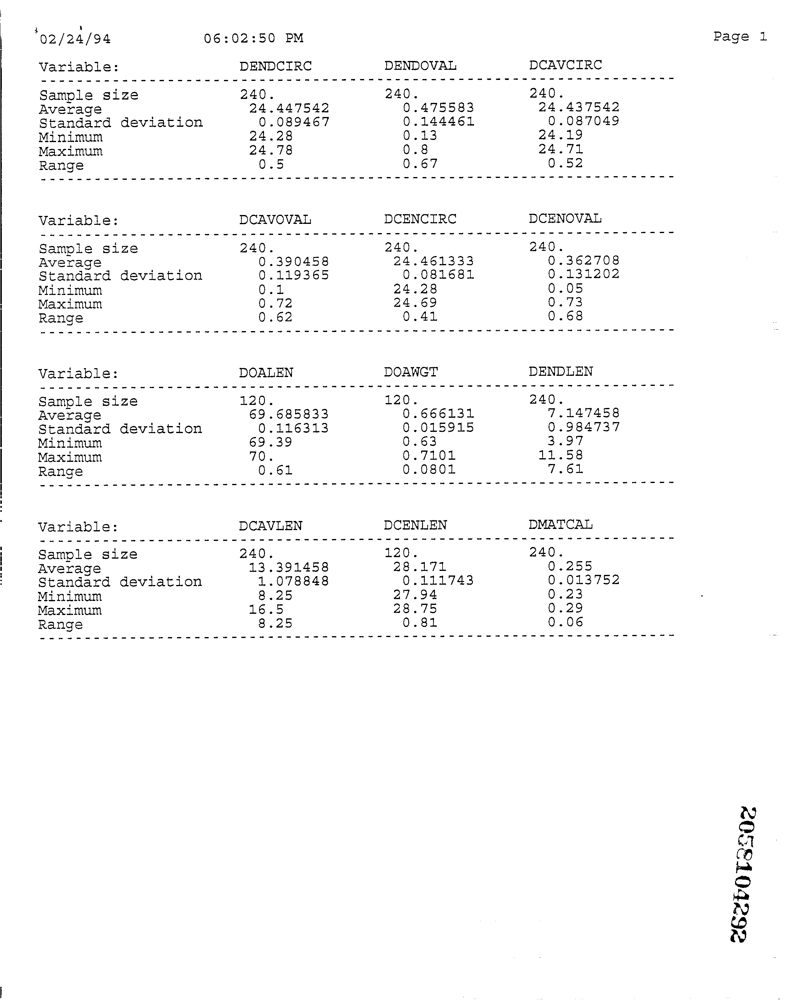 02/24/94 06:02:50 PM Page 1
Variable: DENDCIRC DENDOVAL DCAVCIRC
Sample size 240. 240. 240.
Average 24.447542 0.475583 24.437542
Standard deviation 0.089467 0.144461 0.087049
Minimum 24.28 0.13 24.19
Maximum 24.78 0.8 24.71
Range 0.5 0.67 0.52
Variable: DCAVOVAL DCENCIRC DCENOVAL
Sample size 240. 240. 240.
Average 0.390458 24.461333 0.362708
Standard deviation 0.119365 0.081681 0.131202
Minimum 0.1 24.28 0.05
Maximum 0.72 24.69 0.73
Range 0.62 0.41 0.68
Variable: DOALEN DOAWGT DENDLEN
Sample size 120. 120. 240.
Average 69.685833 0.666131 7.147458
Standard deviation 0.116313 0.015915 0.984737
Minimum 69.39 0.63 3.97
Maximum 70. 0.7101 11.58
Range 0.61 0.0801 7.61
Variable: DCAVLEN DCENLEN DMATCAL
Sample size 240. 120. 240.
Average 13.391458 28.171 0.255
Standard deviation 1.078848 0.111743 0.013752
Minimum 8.25 27.94 0.23
Maximum 16.5 28.75 0.29
Range 8.25 0.81 0.06
2058104292